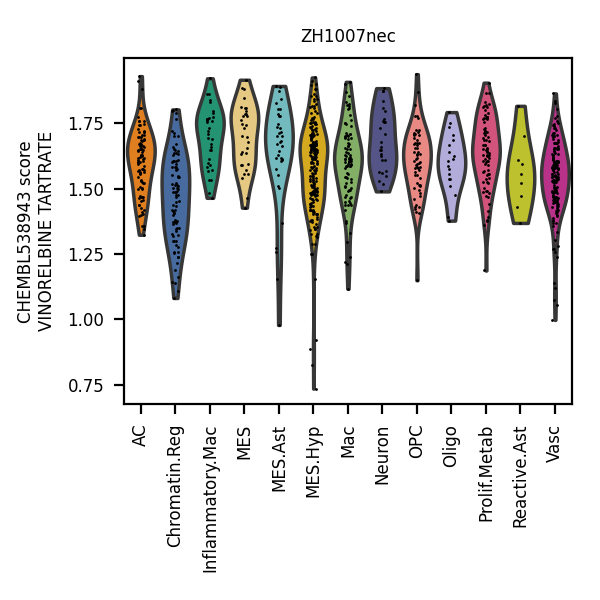 ZH1007nec
CHEMBL538943 score
VINORELBINE TARTRATE
1.75
1.50
1.25
1.00
0.75
AC
Chromatin.Reg
Inflammatory.Mac
MES
MES.Ast
MES.Hyp
Mac
Neuron
OPC
Oligo
Prolif.Metab
Reactive.Ast
Vasc